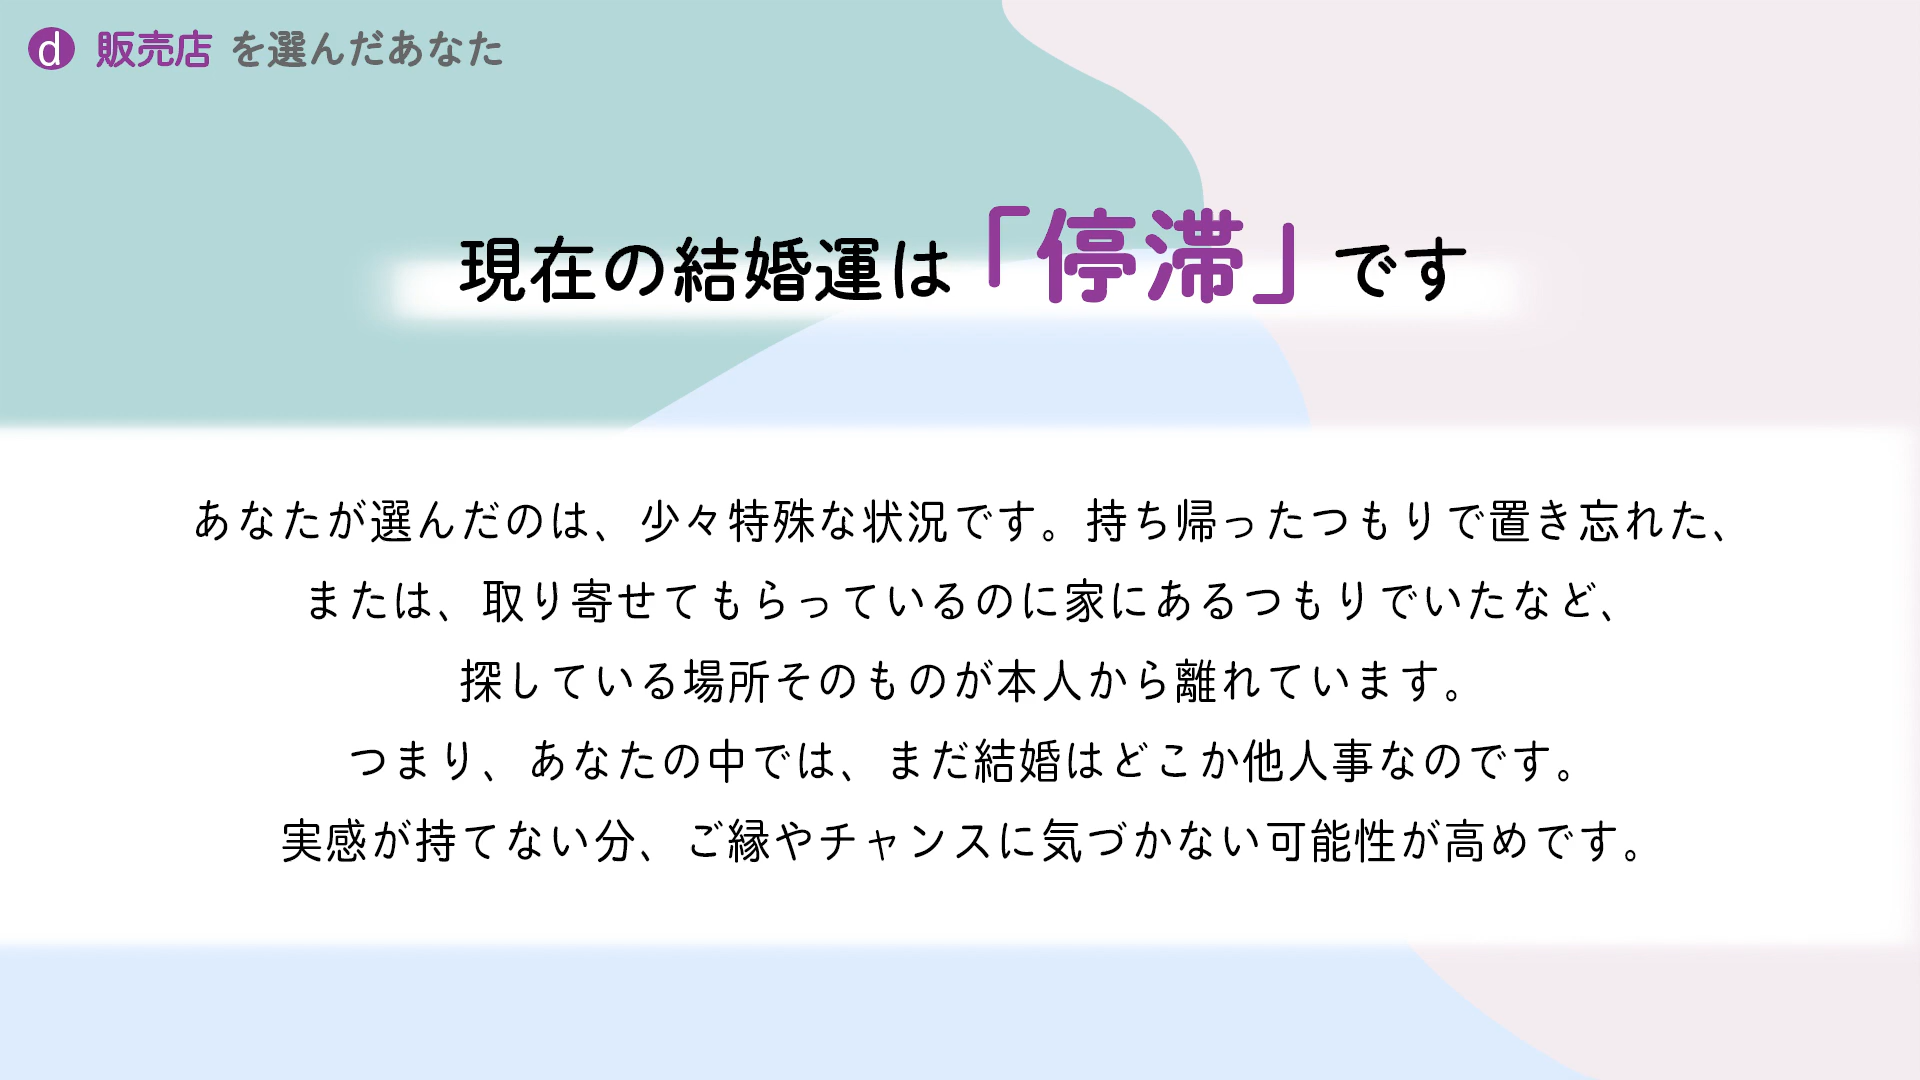 d 販売店 を選んだあなた
現在の結婚運は「停滞」です
あなたが選んだのは、少々特殊な状況です。持ち帰ったつもりで置き忘れた、
または、取り寄せてもらっているのに家にあるつもりでいたなど、
探している場所そのものが本人から離れています。
つまり、あなたの中では、まだ結婚はどこか他人事なのです。
実感が持てない分、ご縁やチャンスに気づかない可能性が高めです。